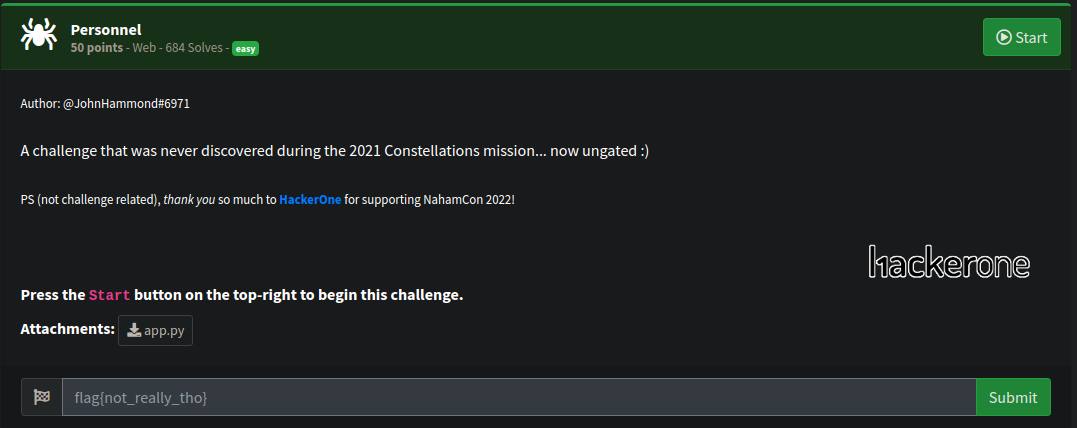 Personnel
50 points - Web - 684 Solves - easy
Start
Author: @JohnHammond#6971
A challenge that was never discovered during the 2021 Constellations mission... now ungated :)
PS (not challenge related), thank you so much to HackerOne for supporting NahamCon 2022!
hackerone
Press the Start button on the top-right to begin this challenge.
Attachments: app.py
flag{not_really_tho}
Submit